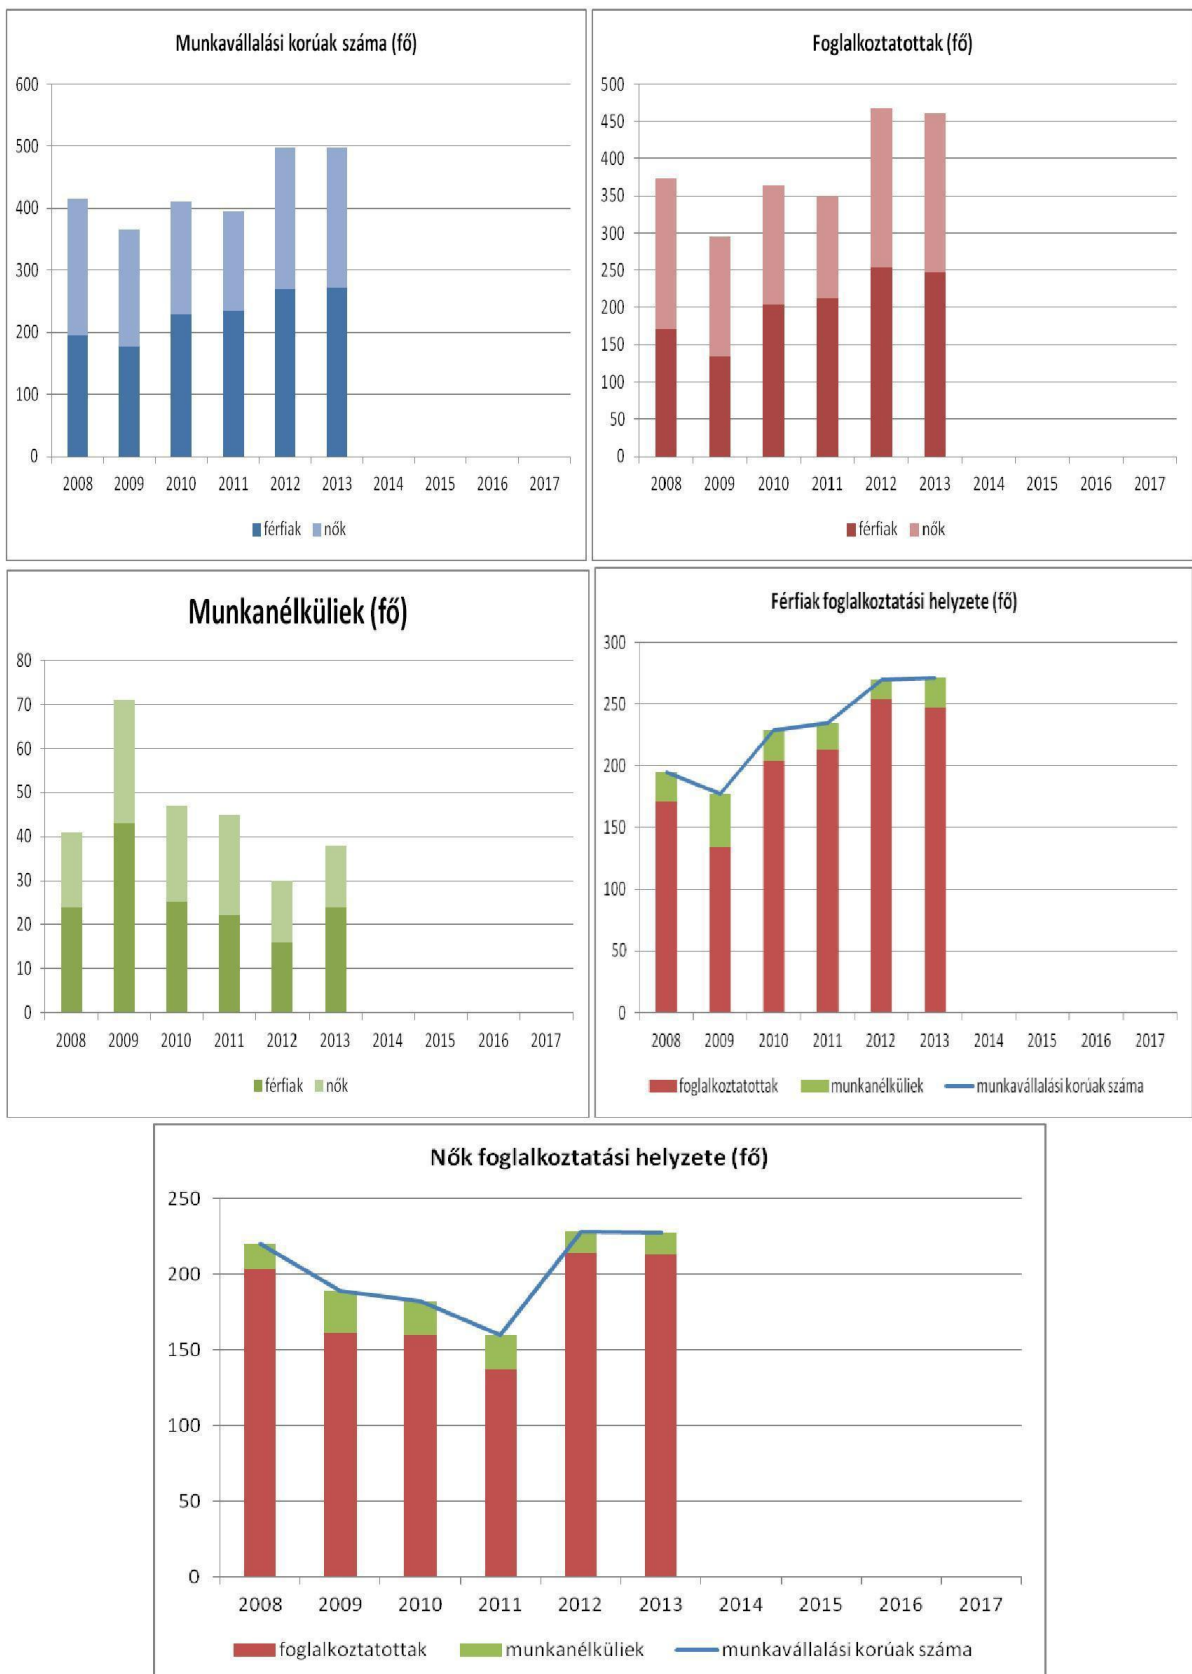 Munkavállalási korúak száma (fő)
600
500
400
300
200
100
0
2008 2009 2010 2011 2012 2013 2014 2015 2016 2017
férfiak nők
Foglalkoztatottak (fő)
500
450
400
350
300
250
200
150
100
50
0
2008 2009 2010 2011 2012 2013 2014 2015 2016 2017
férfiak nők
Munkanélküliek (fő)
80
70
60
50
40
30
20
10
0
2008 2009 2010 2011 2012 2013 2014 2015 2016 2017
férfiak nők
Férfiak foglalkoztatási helyzete (fő)
300
250
200
150
100
50
0
2008 2009 2010 2011 2012 2013 2014 2015 2016 2017
foglalkoztatottak munkanélküliek munkavállalási korúak száma
Nők foglalkoztatási helyzete (fő)
250
200
150
100
50
0
2008 2009 2010 2011 2012 2013 2014 2015 2016 2017
foglalkoztatottak munkanélküliek munkavállalási korúak száma